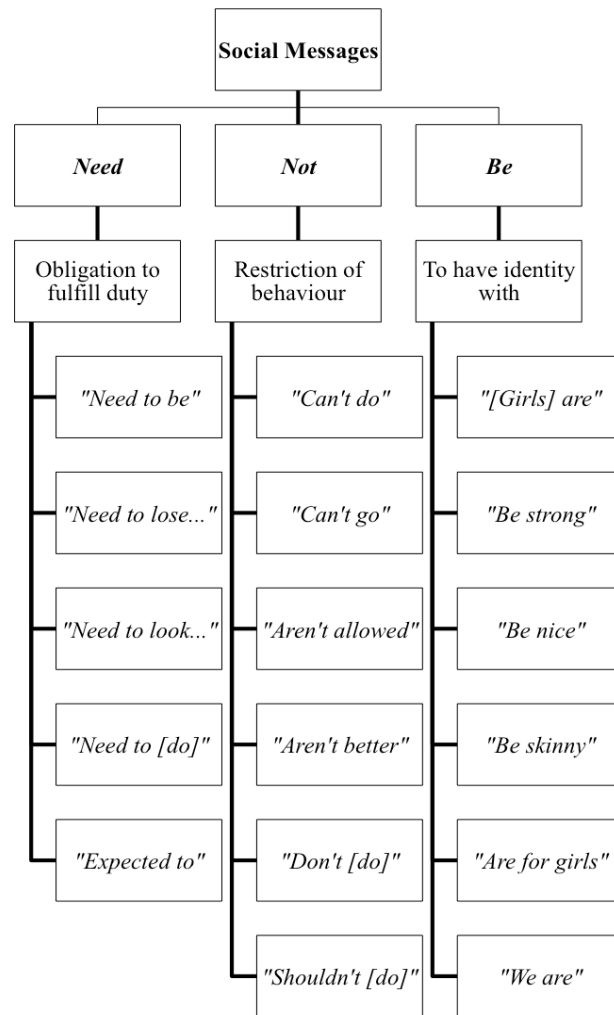 Social Messages
Need
Not
Be
Obligation to
fulfill duty
Restriction of
behaviour
To have identity
with
"Need to be"
"Can't do"
"[Girls] are"
"Need to lose..."
"Can't go"
"Be strong"
"Need to look..."
"Aren't allowed"
"Be nice"
"Need to [do]"
"Aren't better"
"Be skinny"
"Expected to"
"Don't [do]"
"Are for girls"
"Shouldn't [do]"
"We are"